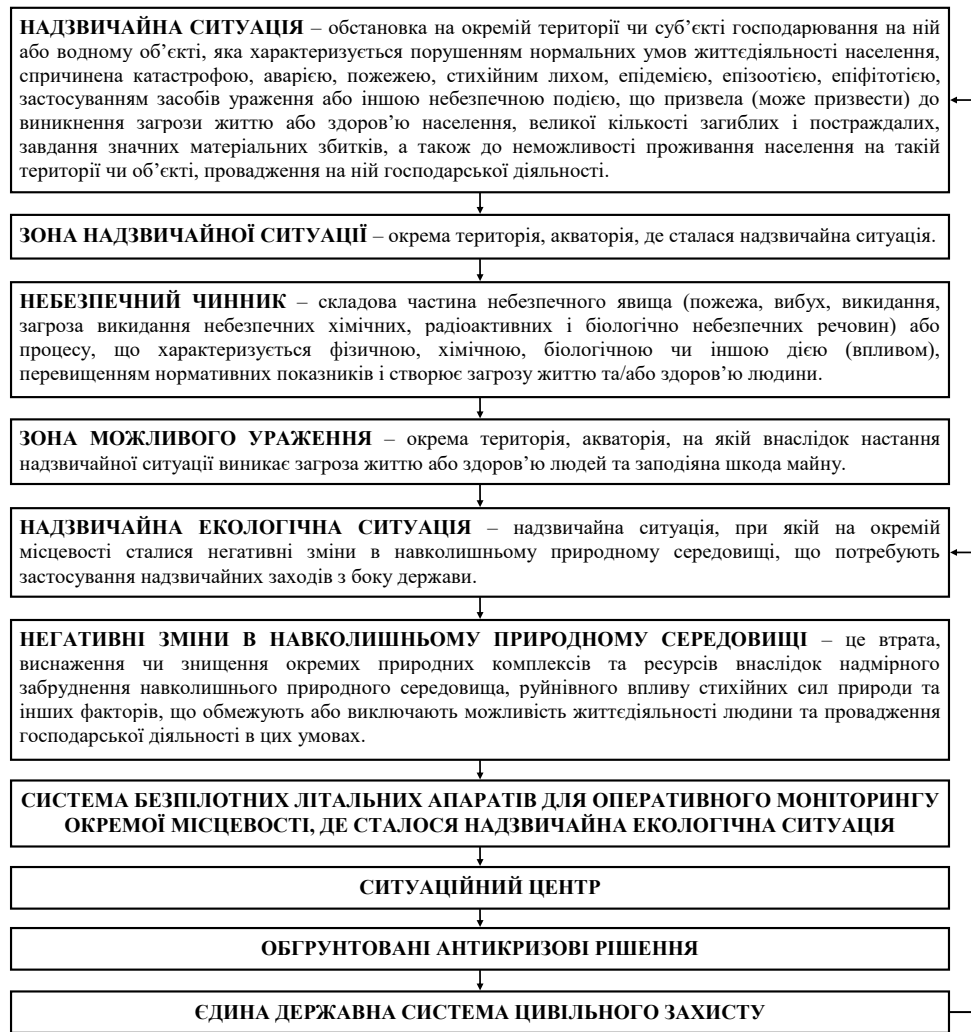 НАДЗВИЧАЙНА СИТУАЦІЯ – обстановка на окремій території чи суб’єкті господарювання на ній
або водному об’єкті, яка характеризується порушенням нормальних умов життєдіяльності населення,
спричинена катастрофою, аварією, пожежею, стихійним лихом, епідемією, епізоотією, епіфітотією,
застосуванням засобів ураження або іншою небезпечною подією, що призвела (може призвести) до
виникнення загрози життю або здоров’ю населення, великої кількості загиблих і постраждалих,
завдання значних матеріальних збитків, а також до неможливості проживання населення на такій
території чи об’єкті, провадження на ній господарської діяльності.
ЗОНА НАДЗВИЧАЙНОЇ СИТУАЦІЇ – окрема територія, акваторія, де сталася надзвичайна ситуація.
НЕБЕЗПЕЧНИЙ ЧИННИК – складова частина небезпечного явища (пожежа, вибух, викидання,
загроза викидання небезпечних хімічних, радіоактивних і біологічно небезпечних речовин) або
процесу, що характеризується фізичною, хімічною, біологічною чи іншою дією (впливом),
перевищенням нормативних показників і створює загрозу життю та/або здоров’ю людини.
ЗОНА МОЖЛИВОГО УРАЖЕННЯ – окрема територія, акваторія, на якій внаслідок настання
надзвичайної ситуації виникає загроза життю або здоров’ю людей та заподіяна шкода майну.
НАДЗВИЧАЙНА ЕКОЛОГІЧНА СИТУАЦІЯ – надзвичайна ситуація, при якій на окремій
місцевості сталися негативні зміни в навколишньому природному середовищі, що потребують
застосування надзвичайних заходів з боку держави.
НЕГАТИВНІ ЗМІНИ В НАВКОЛИШНЬОМУ ПРИРОДНОМУ СЕРЕДОВИЩІ – це втрата,
виснаження чи знищення окремих природних комплексів та ресурсів внаслідок надмірного
забруднення навколишнього природного середовища, руйнівного впливу стихійних сил природи та
інших факторів, що обмежують або виключають можливість життєдіяльності людини та провадження
господарської діяльності в цих умовах.
СИСТЕМА БЕЗПІЛОТНИХ ЛІТАЛЬНИХ АПАРАТІВ ДЛЯ ОПЕРАТИВНОГО МОНІТОРИНГУ
ОКРЕМОЇ МІСЦЕВОСТІ, ДЕ СТАЛОСЯ НАДЗВИЧАЙНА ЕКОЛОГІЧНА СИТУАЦІЯ
СИТУАЦІЙНИЙ ЦЕНТР
ОБГРУНТОВАНІ АНТИКРИЗОВІ РІШЕННЯ
ЄДИНА ДЕРЖАВНА СИСТЕМА ЦИВІЛЬНОГО ЗАХИСТУ